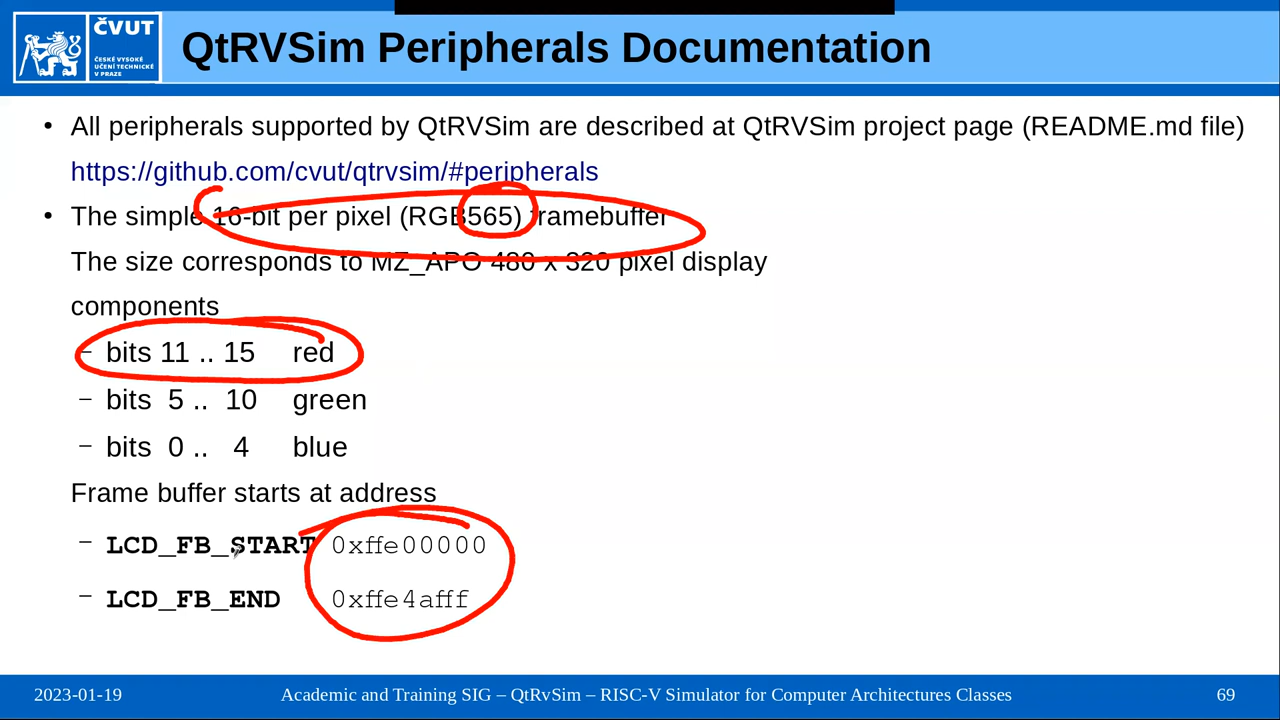 ČVUT
ČESKÉ VYSOKÉ
UČENÍ TECHNICKÉ
V PRAZE
QtRVSim Peripherals Documentation
• All peripherals supported by QtRVSim are described at QtRVSim project page (README.md file)
https://github.com/cvut/qtrvsim/#peripherals
• The simple 16-bit per pixel (RGB565) framebuffer
The size corresponds to MZ_APO 480 x 320 pixel display
components
– bits 11 .. 15 red
– bits 5 .. 10 green
– bits 0 .. 4 blue
Frame buffer starts at address
– LCD_FB_START 0xffe00000
– LCD_FB_END 0xffe4afff
2023-01-19 Academic and Training SIG – QtRvSim – RISC-V Simulator for Computer Architectures Classes 69